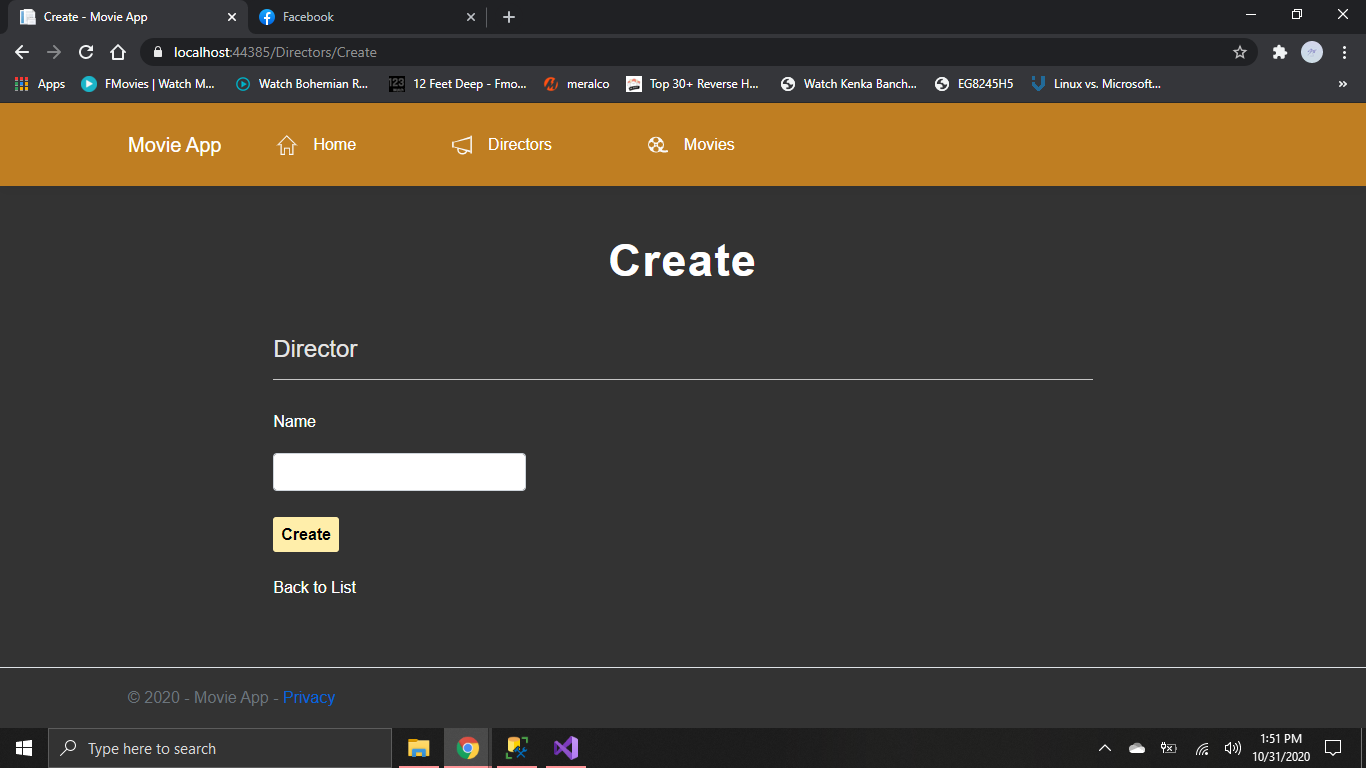 Create - Movie App
Facebook
localhost:44385/Directors/Create
Apps
FMovies | Watch M...
Watch Bohemian R...
123
12 Feet Deep - Fmo...
meralco
Top 30+ Reverse H...
Watch Kenka Banch...
EG8245H5
Linux vs. Microsoft...
»
Movie App
Home
Directors
Movies
Create
Director
Name
Create
Back to List
© 2020 - Movie App - Privacy
Type here to search
1:51 PM
10/31/2020